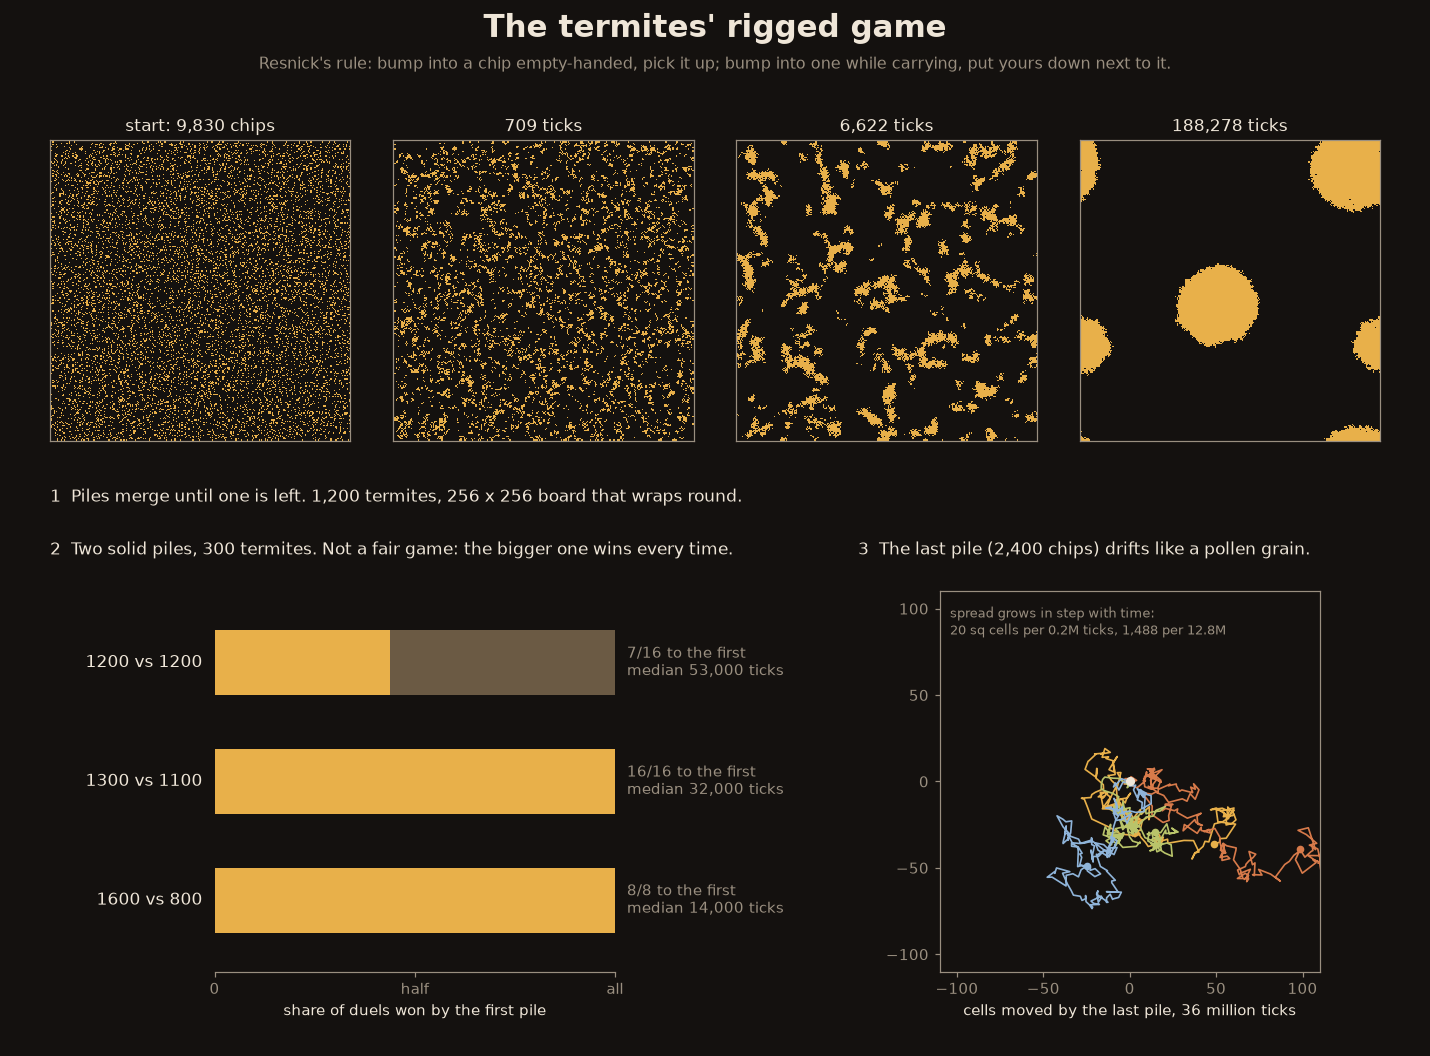 The termites' rigged game
Resnick's rule: bump into a chip empty-handed, pick it up; bump into one while carrying, put yours down next to it.
start: 9,830 chips
709 ticks
6,622 ticks
188,278 ticks
1 Piles merge until one is left. 1,200 termites, 256 x 256 board that wraps round.
2 Two solid piles, 300 termites. Not a fair game: the bigger one wins every time.
1200 vs 1200
7/16 to the first
median 53,000 ticks
1300 vs 1100
16/16 to the first
median 32,000 ticks
1600 vs 800
8/8 to the first
median 14,000 ticks
0
half
all
share of duels won by the first pile
3 The last pile (2,400 chips) drifts like a pollen grain.
spread grows in step with time:
20 sq cells per 0.2M ticks, 1,488 per 12.8M
100
50
0
−50
−100
−100
−50
0
50
100
cells moved by the last pile, 36 million ticks